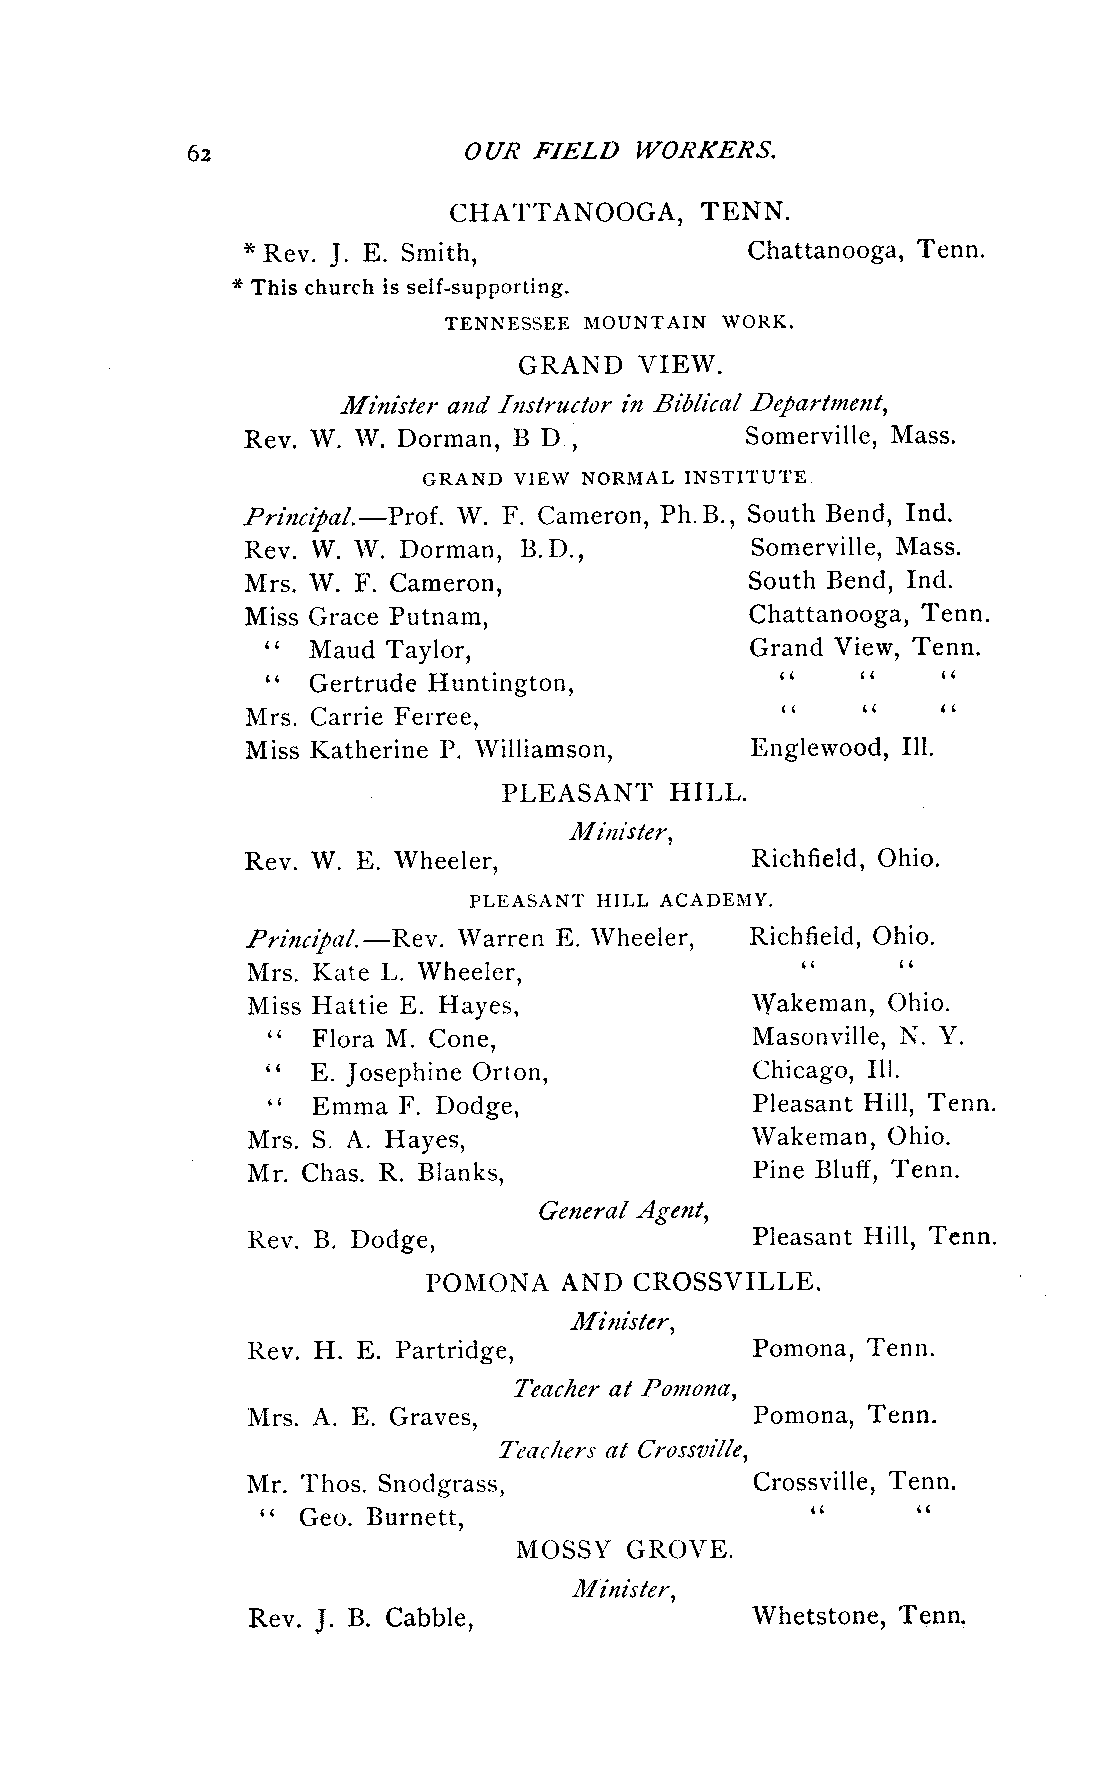 62 OUR FIELD WORKERS.
CHATTANOOGA, TENN.
* Rev. J. E. Smith, Chattanooga, Tenn.
* This church is self-supporting.
TENNESSEE MOUNTAIN WORK.
GRAND VIEW.
Minister and Instructor in Biblical Department,
Rev. W. W. Dorman, B D., Somerville, Mass.
GRAND VIEW NORMAL INSTITUTE.
Principal.—Prof. W. F. Cameron, Ph.B., South Bend, Ind.
Rev. W. W. Dorman, B.D., Somerville, Mass.
Mrs. W. F. Cameron, South Bend, Ind.
Miss Grace Putnam, Chattanooga, Tenn.
“ Maud Taylor, Grand View, Tenn.
“ Gertrude Huntington, “ “ “
Mrs. Carrie Ferree, “ “ “
Miss Katherine P. Williamson, Englewood, Ill.
PLEASANT HILL.
Minister,
Rev. W. E. Wheeler, Richfield, Ohio.
PLEASANT HILL ACADEMY.
Principal.—Rev. Warren E. Wheeler, Richfield, Ohio.
Mrs. Kate L. Wheeler, “ “
Miss Hattie E. Hayes, Wakeman, Ohio.
“ Flora M. Cone, Masonville, N. Y.
“ E. Josephine Orton, Chicago, Ill.
“ Emma F. Dodge, Pleasant Hill, Tenn.
Mrs. S. A. Hayes, Wakeman, Ohio.
Mr. Chas. R. Blanks, Pine Bluff, Tenn.
General Agent,
Rev. B. Dodge, Pleasant Hill, Tenn.
POMONA AND CROSSVILLE.
Minister,
Rev. H. E. Partridge, Pomona, Tenn.
Teacher at Pomona,
Mrs. A. E. Graves, Pomona, Tenn.
Teachers at Crossville,
Mr. Thos. Snodgrass, Crossville, Tenn.
“ Geo. Burnett, “ “
MOSSY GROVE.
Minister,
Rev. J. B. Cabble, Whetstone, Tenn.